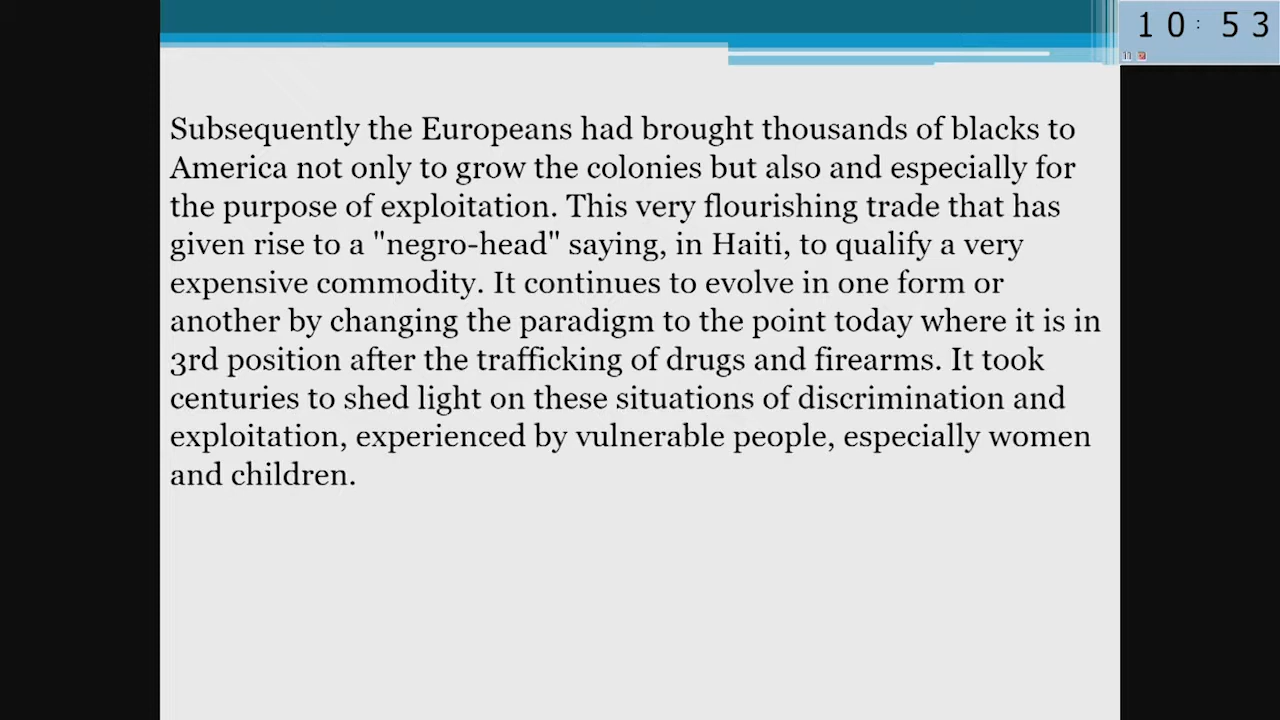 10:53
Subsequently the Europeans had brought thousands of blacks to
America not only to grow the colonies but also and especially for
the purpose of exploitation. This very flourishing trade that has
given rise to a "negro-head" saying, in Haiti, to qualify a very
expensive commodity. It continues to evolve in one form or
another by changing the paradigm to the point today where it is in
3rd position after the trafficking of drugs and firearms. It took
centuries to shed light on these situations of discrimination and
exploitation, experienced by vulnerable people, especially women
and children.